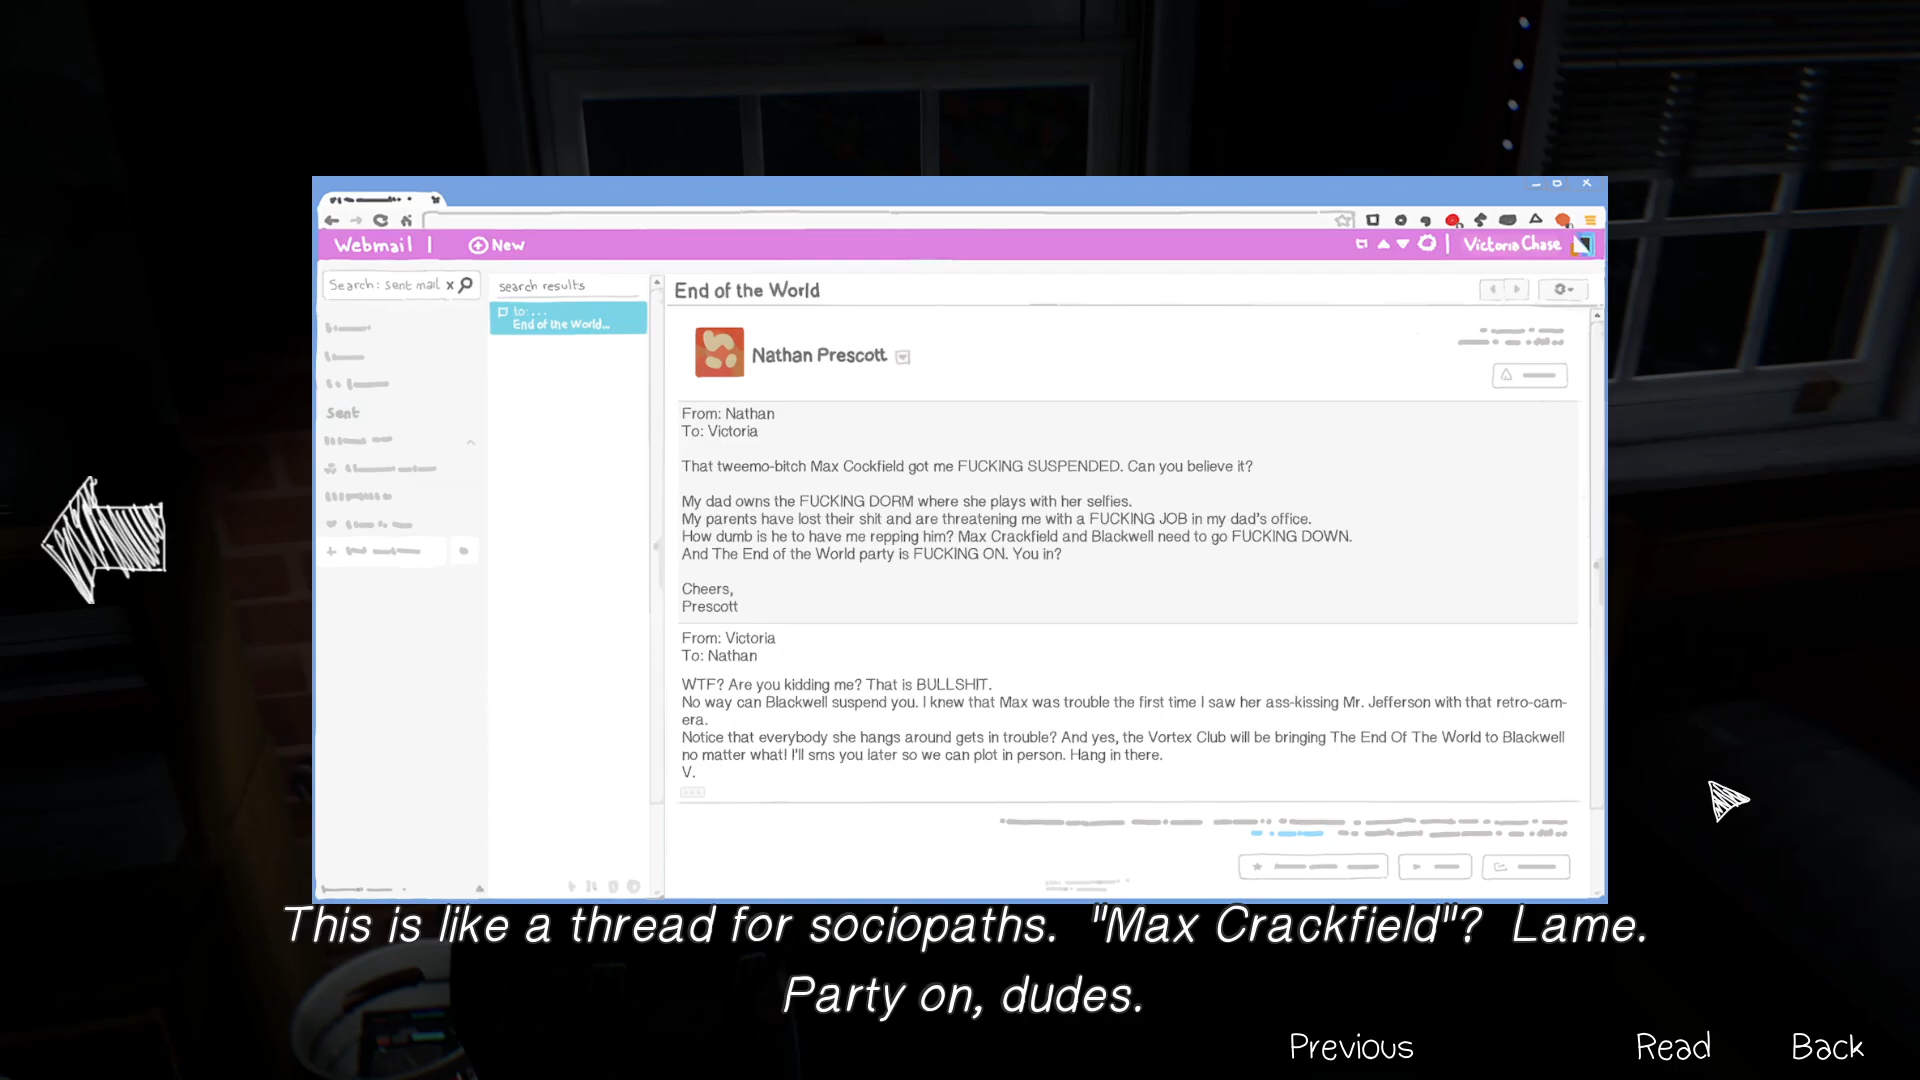 Webmail | New
Victoria Chase
Search: sent mail x
search results
to:...
End of the World...
Sent
End of the World
Nathan Prescott
From: Nathan
To: Victoria
That tweemo-bitch Max Cockfield got me FUCKING SUSPENDED. Can you believe it?
My dad owns the FUCKING DORM where she plays with her selfies.
My parents have lost their shit and are threatening me with a FUCKING JOB in my dad's office.
How dumb is he to have me repping him? Max Crackfield and Blackwell need to go FUCKING DOWN.
And The End of the World party is FUCKING ON. You in?
Cheers,
Prescott
From: Victoria
To: Nathan
WTF? Are you kidding me? That is BULLSHIT.
No way can Blackwell suspend you. I knew that Max was trouble the first time I saw her ass-kissing Mr. Jefferson with that retro-cam-
era.
Notice that everybody she hangs around gets in trouble? And yes, the Vortex Club will be bringing The End Of The World to Blackwell
no matter what! I'll sms you later so we can plot in person. Hang in there.
V.
This is like a thread for sociopaths. "Max Crackfield"? Lame.
Party on, dudes.
Previous
Read
Back